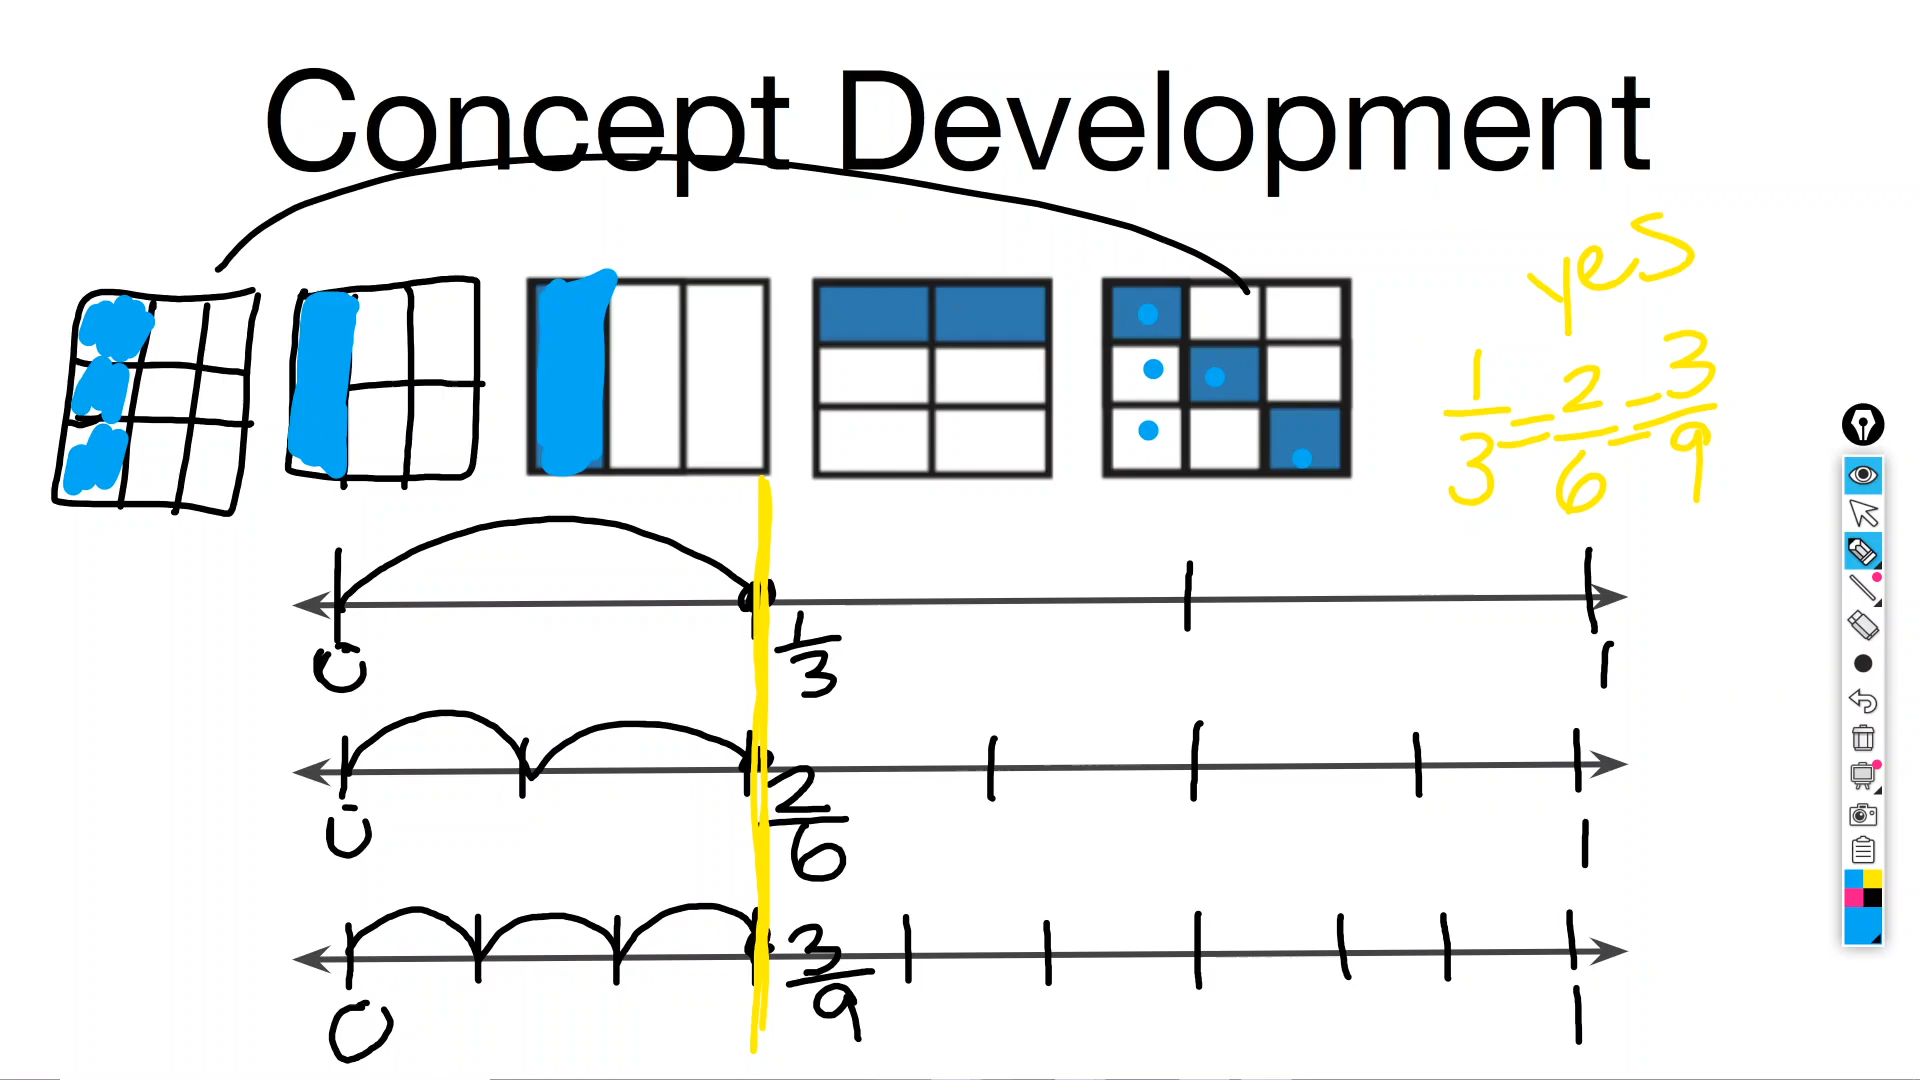 Concept Development
yes
1/3 = 2/6 = 3/9
0 1/3 1
0 2/6 1
0 3/9 1